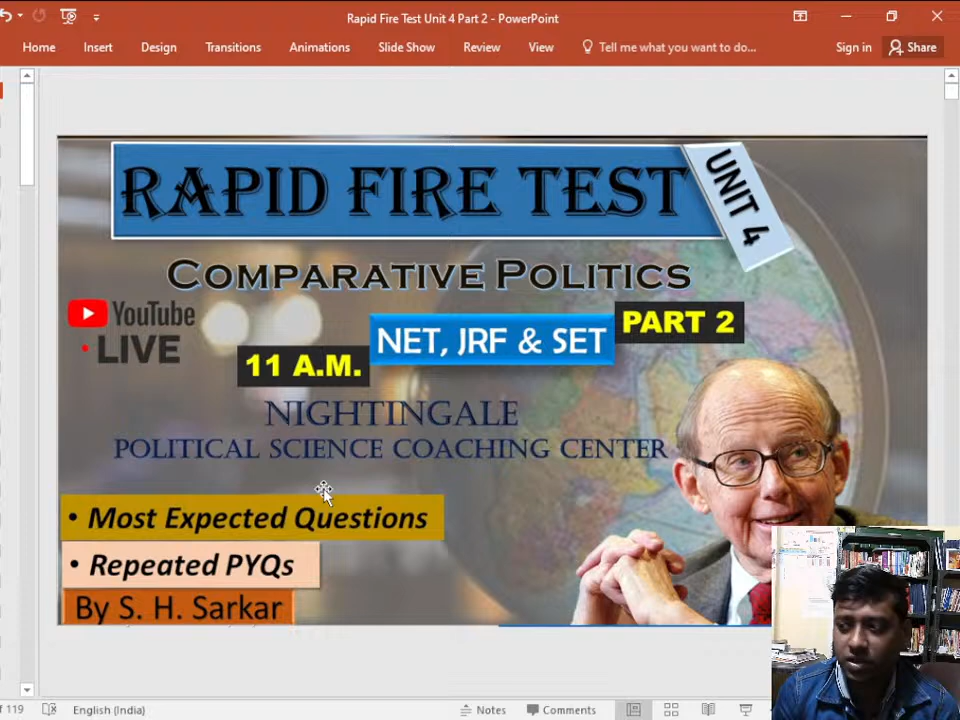 Rapid Fire Test Unit 4 Part 2 - PowerPoint
Home Insert Design Transitions Animations Slide Show Review View Tell me what you want to do... Sign in Share
RAPID FIRE TEST
UNIT 4
COMPARATIVE POLITICS
YouTube
• LIVE
11 A.M.
NET, JRF & SET
PART 2
NIGHTINGALE
POLITICAL SCIENCE COACHING CENTER
• Most Expected Questions
• Repeated PYQs
By S. H. Sarkar
of 119 English (India) Notes Comments